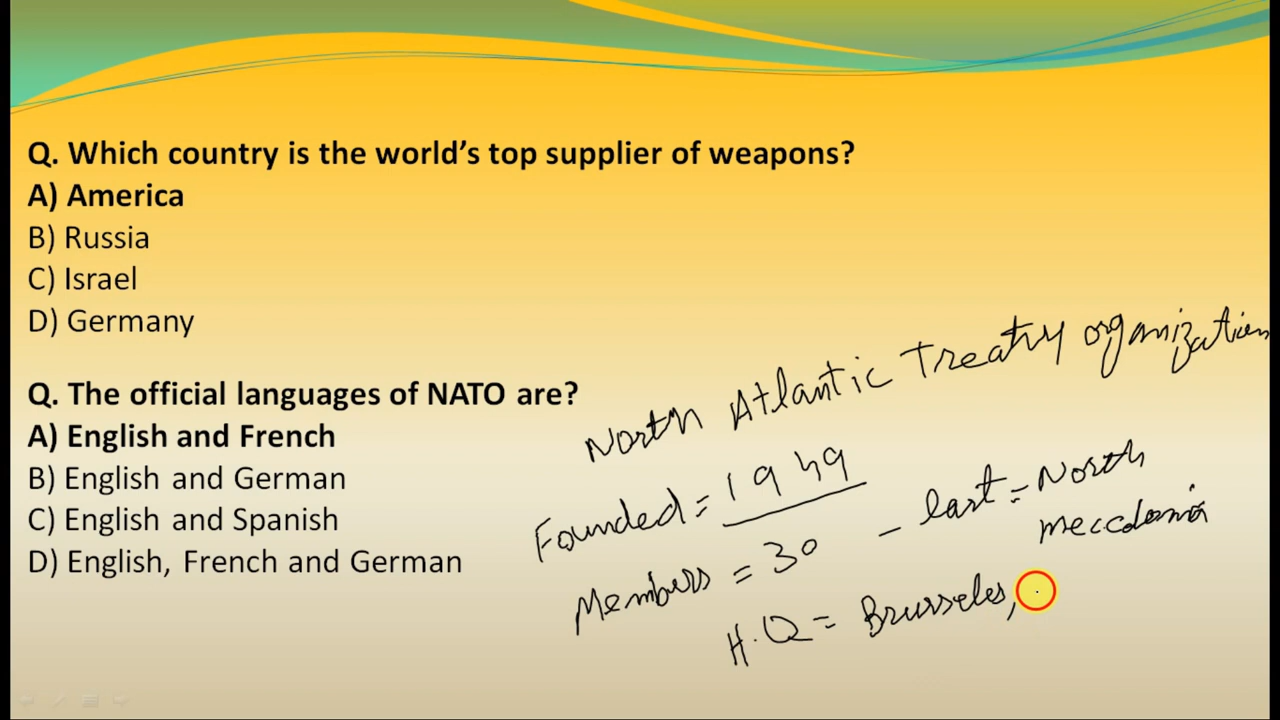 Q. Which country is the world's top supplier of weapons?
A) America
B) Russia
C) Israel
D) Germany
Q. The official languages of NATO are?
A) English and French
B) English and German
C) English and Spanish
D) English, French and German
North Atlantic Treatry organization
Founded = 1949
Members = 30 - last = North
meccdonia
H.Q = Brusseles,